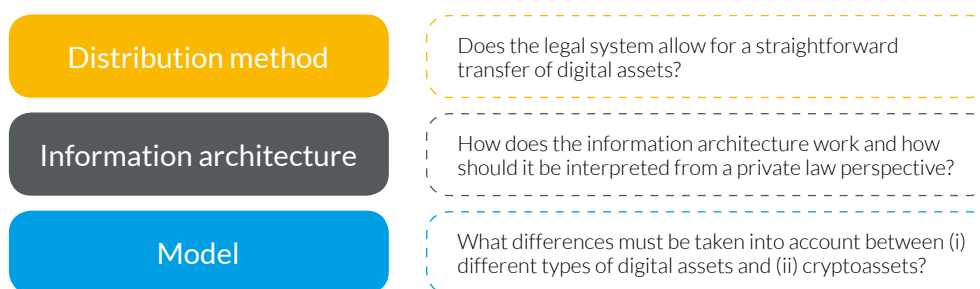 Distribution method
Does the legal system allow for a straightforward
transfer of digital assets?
Information architecture
How does the information architecture work and how
should it be interpreted from a private law perspective?
Model
What differences must be taken into account between (i)
different types of digital assets and (ii) cryptoassets?